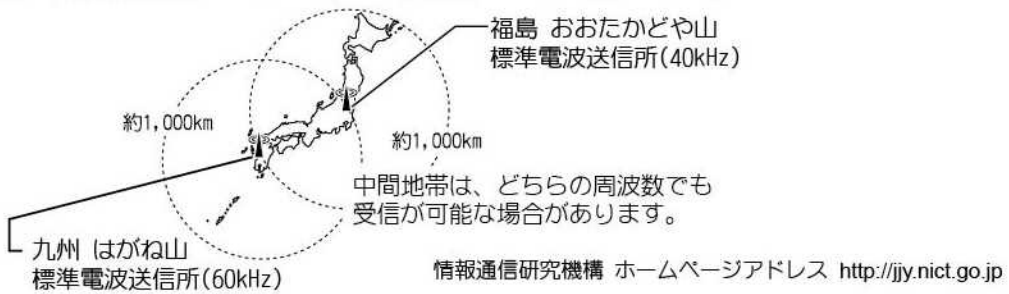 福島 おおたかどや山
標準電波送信所(40kHz)
約1,000km
約1,000km
中間地帯は、どちらの周波数でも
受信が可能な場合があります。
九州 はがね山
標準電波送信所(60kHz)
情報通信研究機構 ホームページアドレス http://jjy.nict.go.jp